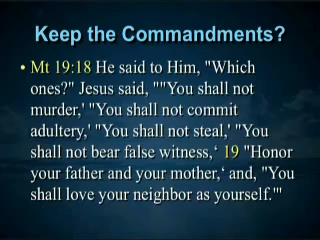 Keep the Commandments?
• Mt 19:18 He said to Him, "Which
ones?" Jesus said, ""You shall not
murder,' "You shall not commit
adultery,' "You shall not steal,' "You
shall not bear false witness,‘ 19 "Honor
your father and your mother,‘ and, "You
shall love your neighbor as yourself.'"